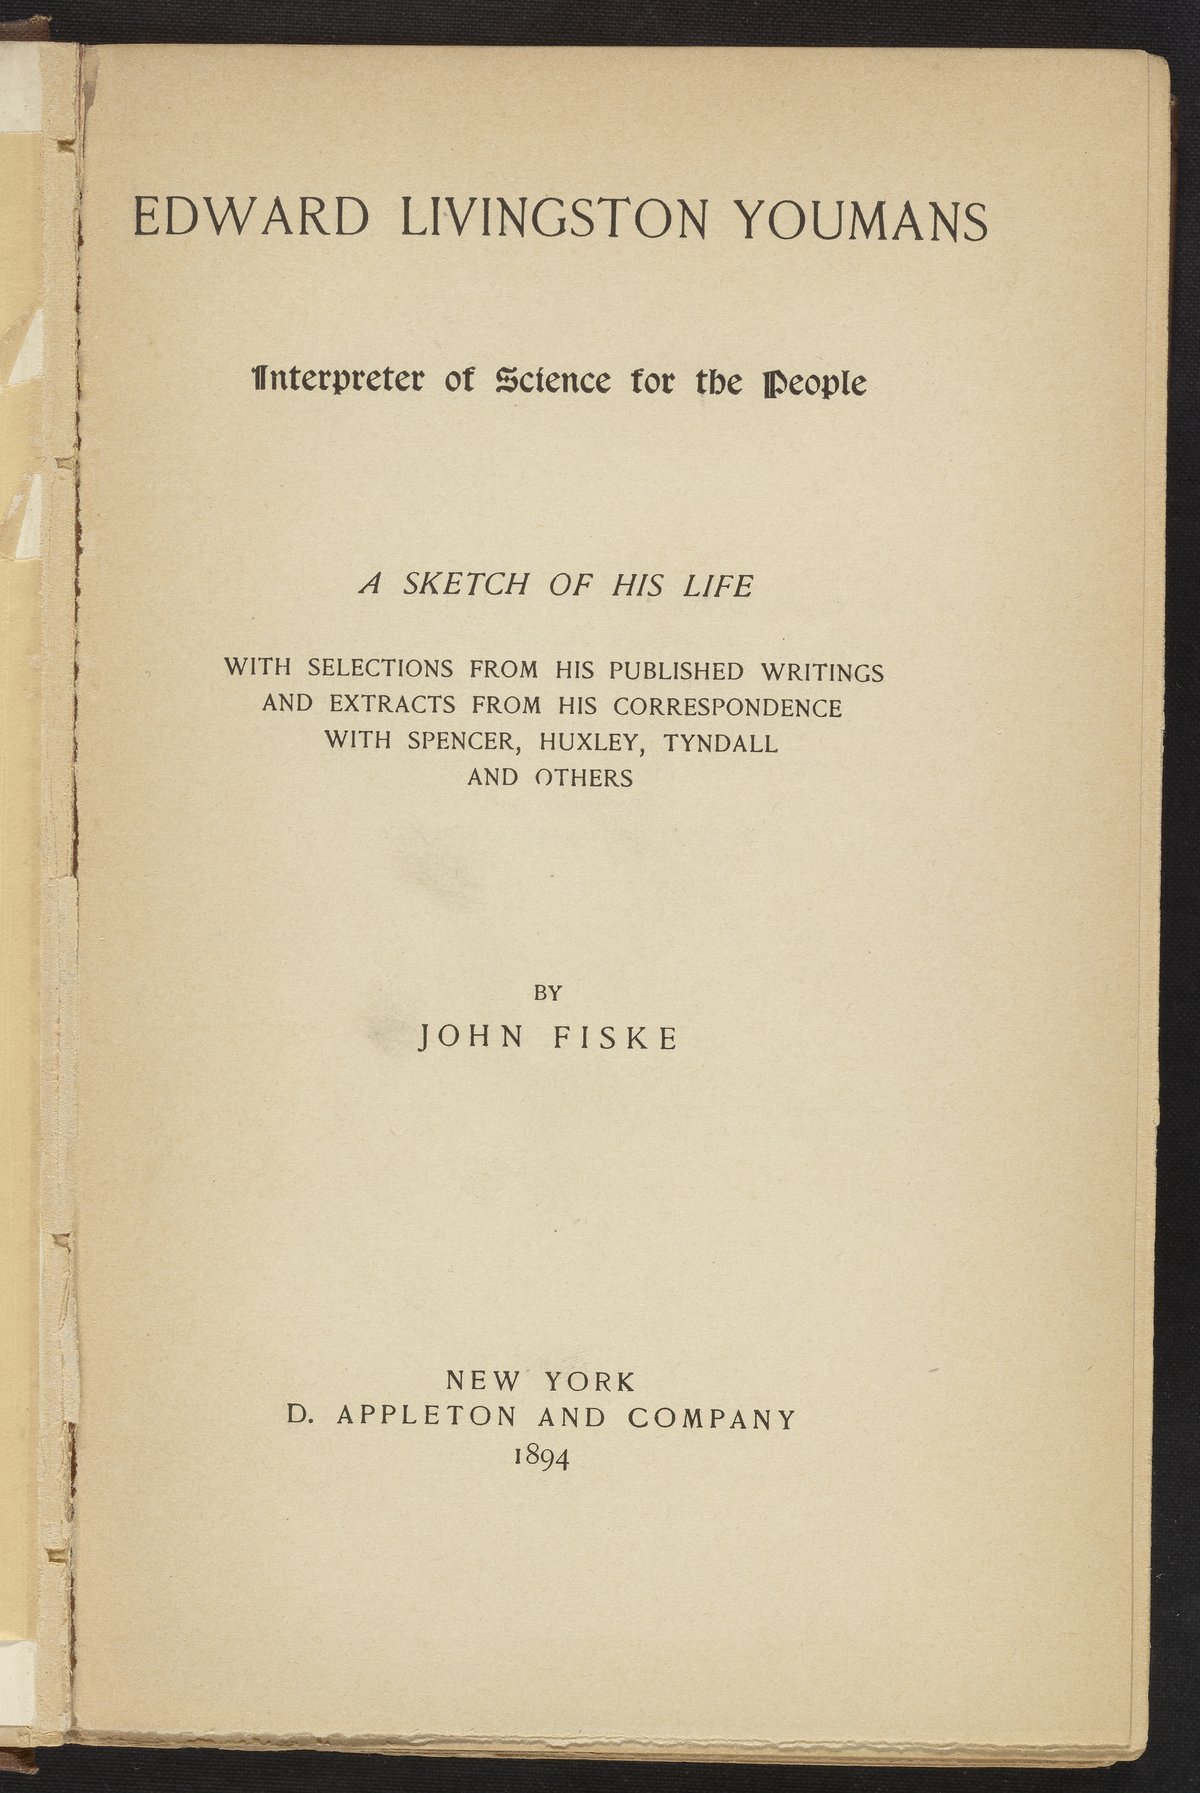 EDWARD LIVINGSTON YOUMANS
Interpreter of Science for the People
A SKETCH OF HIS LIFE
WITH SELECTIONS FROM HIS PUBLISHED WRITINGS
AND EXTRACTS FROM HIS CORRESPONDENCE
WITH SPENCER, HUXLEY, TYNDALL
AND OTHERS
BY
JOHN FISKE
NEW YORK
D. APPLETON AND COMPANY
1894